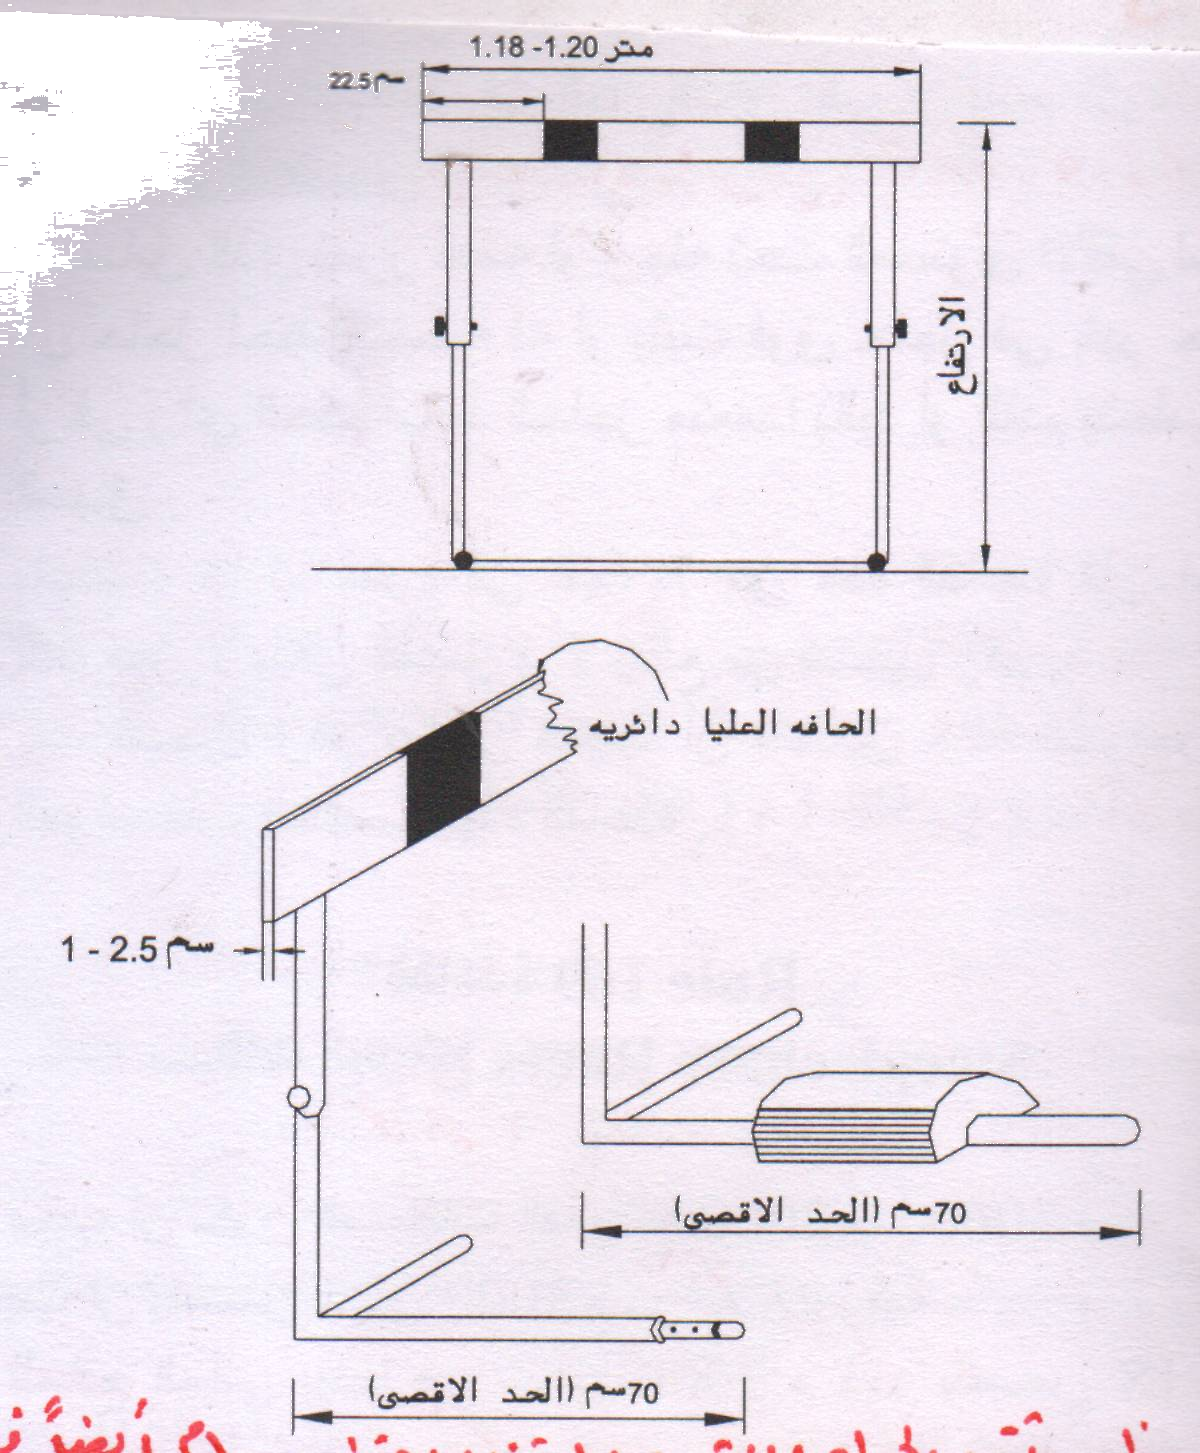 1.18 -1.20 متر
22.5سم
الارتفاع
الحافه العليا دائريه
1 - 2.5 سم
70سم (الحد الاقصى)
70سم (الحد الاقصى)